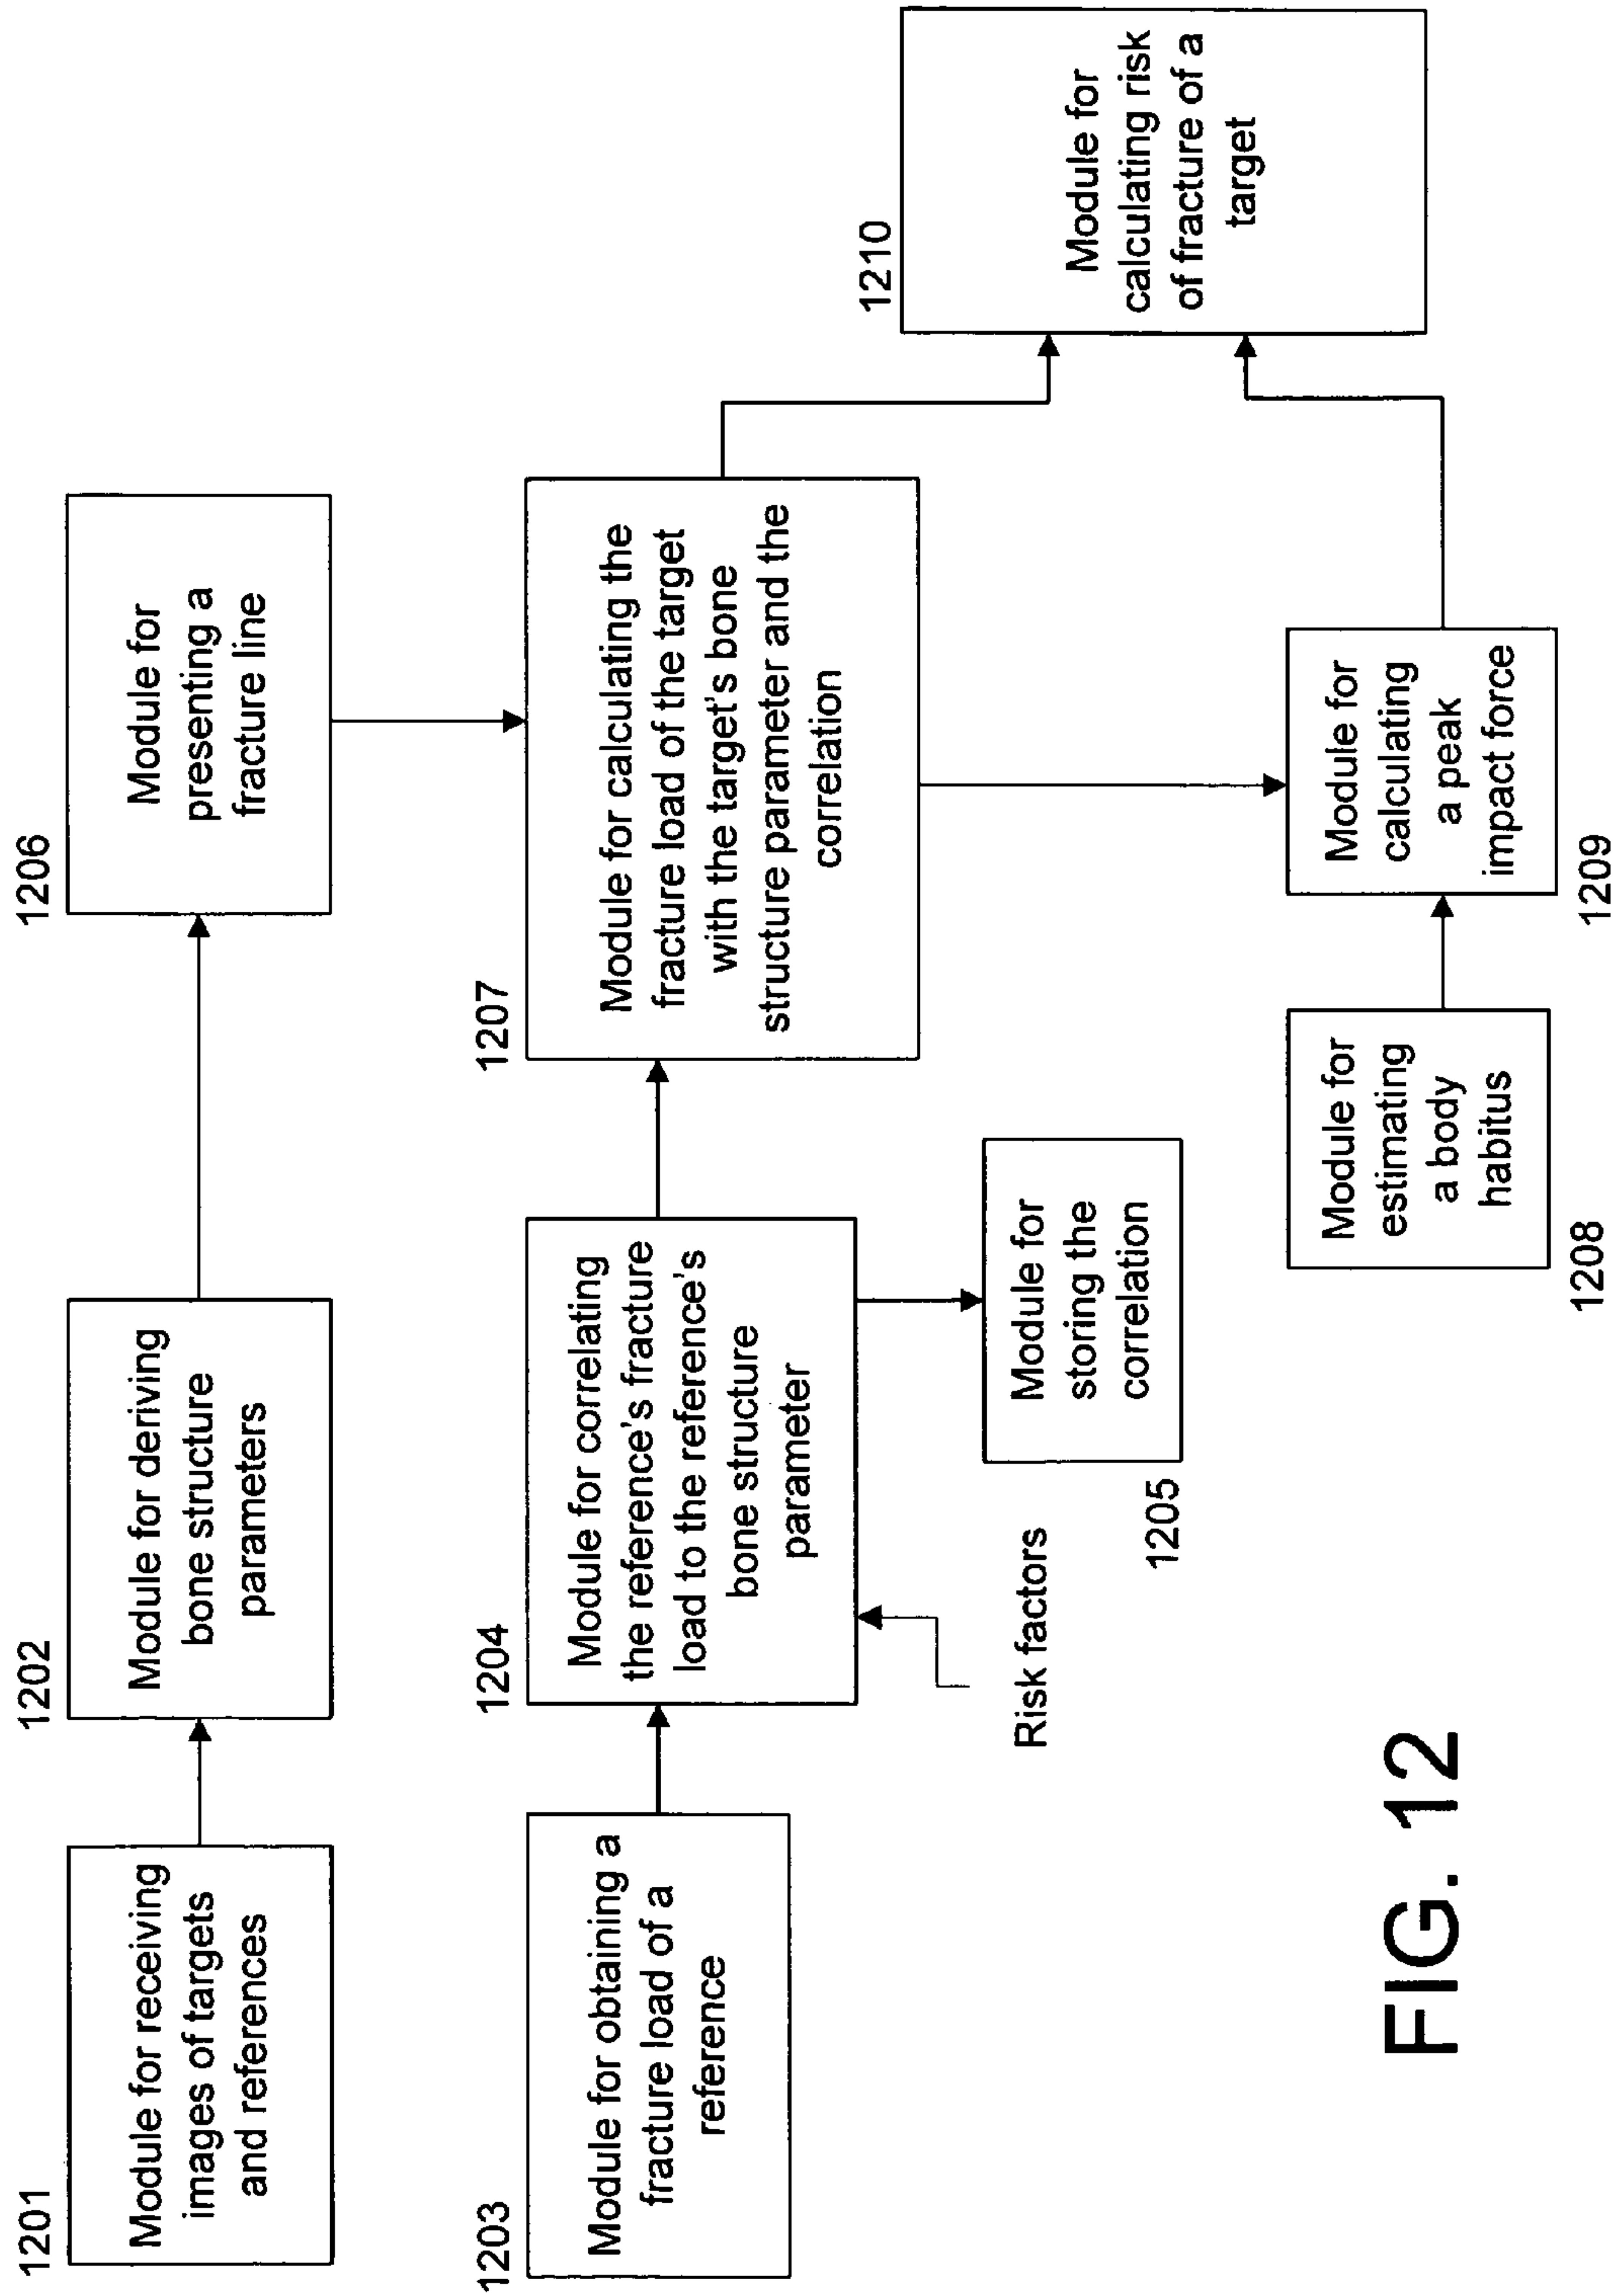 1201
Module for receiving
images of targets
and references
1202
Module for deriving
bone structure
parameters
1206
Module for
presenting a
fracture line
1203
Module for obtaining a
fracture load of a
reference
1204
Module for correlating
the reference's fracture
load to the reference's
bone structure
parameter
1207
Module for calculating the
fracture load of the target
with the target's bone
structure parameter and the
correlation
1210
Module for
calculating risk
of fracture of a
target
Risk factors
1205
Module for
storing the
correlation
1208
Module for
estimating
a body
habitus
1209
Module for
calculating
a peak
impact force
FIG. 12